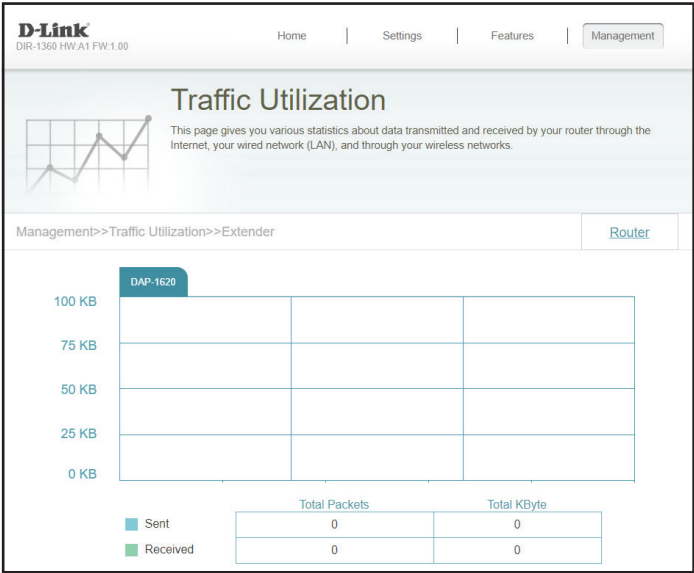 D-Link
DIR-1360 HW:A1 FW:1.00
Home | Settings | Features | Management
Traffic Utilization
This page gives you various statistics about data transmitted and received by your router through the
Internet, your wired network (LAN), and through your wireless networks.
Management>>Traffic Utilization>>Extender
Router
DAP-1620
100 KB
75 KB
50 KB
25 KB
0 KB
Total Packets Total KByte
Sent 0 0
Received 0 0